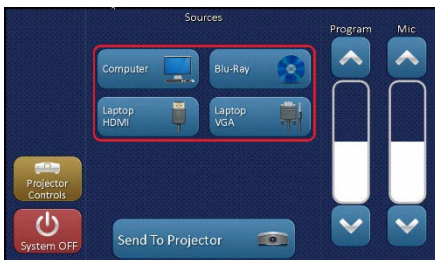 Sources
Program
Mic
Computer
Blu-Ray
Laptop
HDMI
Laptop
VGA
Projector
Controls
System OFF
Send To Projector